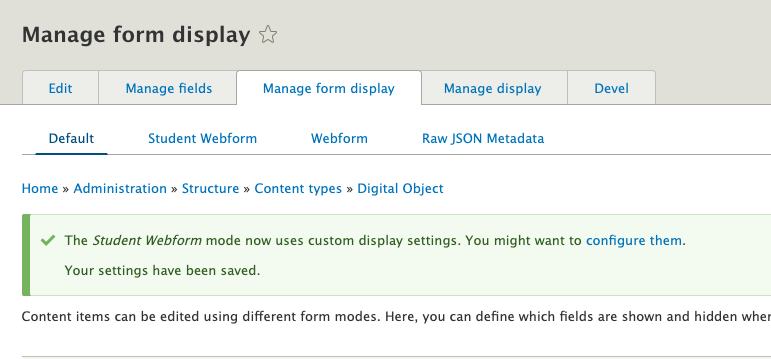 Manage form display
Edit Manage fields Manage form display Manage display Devel
Default Student Webform Webform Raw JSON Metadata
Home » Administration » Structure » Content types » Digital Object
The Student Webform mode now uses custom display settings. You might want to configure them.
Your settings have been saved.
Content items can be edited using different form modes. Here, you can define which fields are shown and hidden